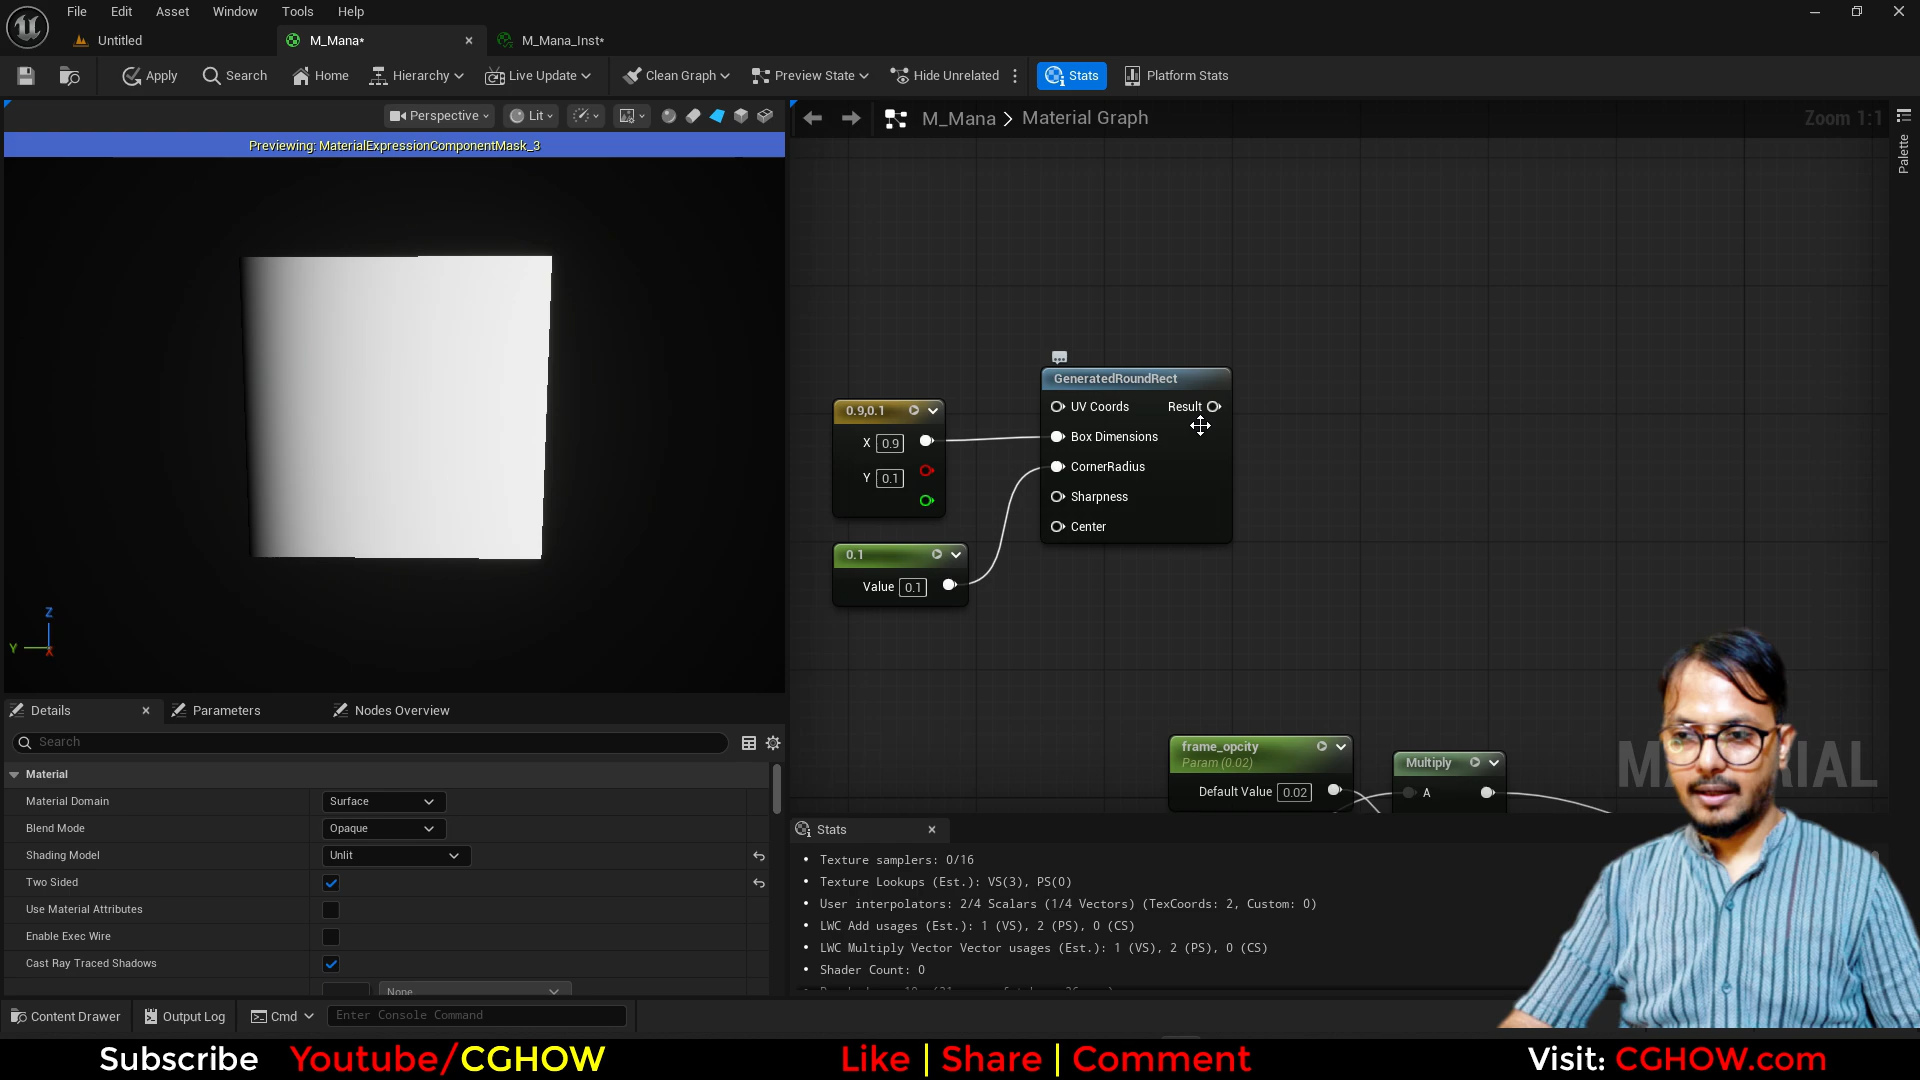 File Edit Asset Window Tools Help
Untitled M_Mana* M_Mana_Inst*
Apply Search Home Hierarchy Live Update Clean Graph Preview State Hide Unrelated Stats Platform Stats
Perspective Lit
M_Mana > Material Graph Zoom 1:1
Previewing: MaterialExpressionComponentMask_3
Palette
GeneratedRoundRect
UV Coords Result
Box Dimensions
CornerRadius
Sharpness
Center
0.9,0.1
X 0.9
Y 0.1
0.1
Value 0.1
frame_opcity
Param (0.02)
Default Value 0.02
Multiply
A
Z
Y X
Details Parameters Nodes Overview
Search
Material
Material Domain Surface
Blend Mode Opaque
Shading Model Unlit
Two Sided
Use Material Attributes
Enable Exec Wire
Cast Ray Traced Shadows
None
Stats
Texture samplers: 0/16
Texture Lookups (Est.): VS(3), PS(0)
User interpolators: 2/4 Scalars (1/4 Vectors) (TexCoords: 2, Custom: 0)
LWC Add usages (Est.): 1 (VS), 2 (PS), 0 (CS)
LWC Multiply Vector Vector usages (Est.): 1 (VS), 2 (PS), 0 (CS)
Shader Count: 0
Content Drawer Output Log Cmd Enter Console Command
Subscribe Youtube/CGHOW Like | Share | Comment Visit: CGHOW.com